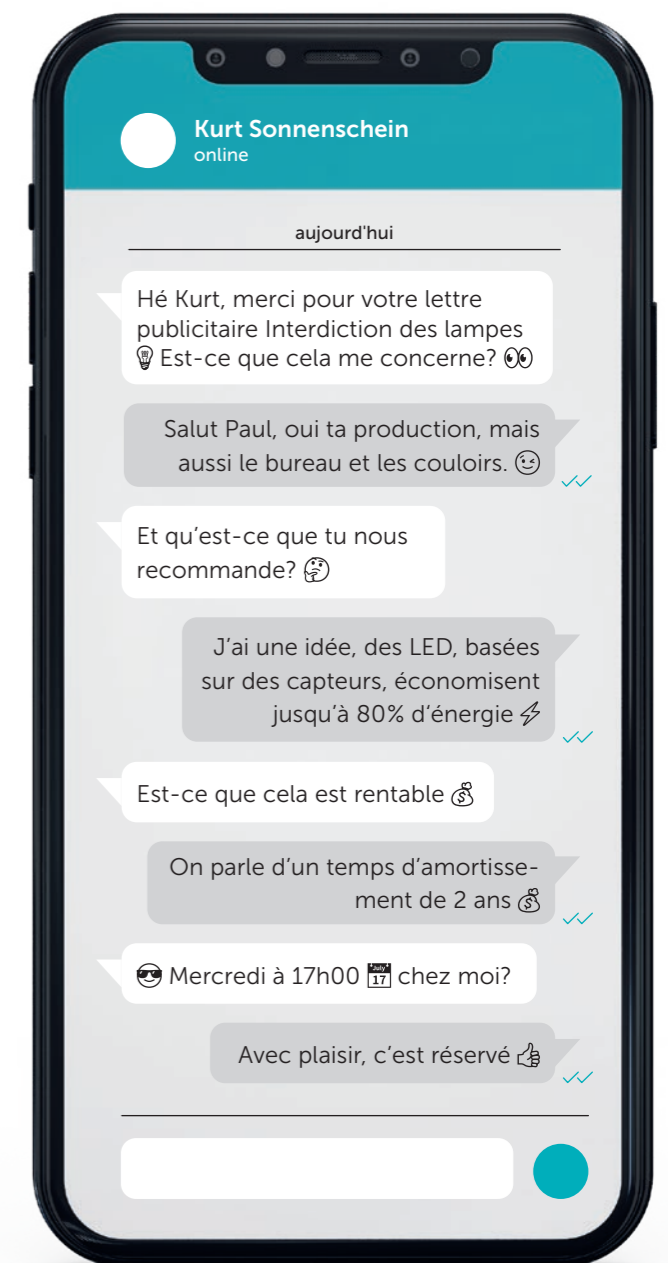 Kurt Sonnenschein
online
aujourd'hui
Hé Kurt, merci pour votre lettre
publicitaire Interdiction des lampes
💡 Est-ce que cela me concerne? 👀
Salut Paul, oui ta production, mais
aussi le bureau et les couloirs. 😉
Et qu’est-ce que tu nous
recommande? 🤔
J’ai une idée, des LED, basées
sur des capteurs, économisent
jusqu’à 80% d’énergie ⚡
Est-ce que cela est rentable 💰
On parle d’un temps d’amortisse-
ment de 2 ans 💰
😎 Mercredi à 17h00 📅 chez moi?
Avec plaisir, c’est réservé 👍